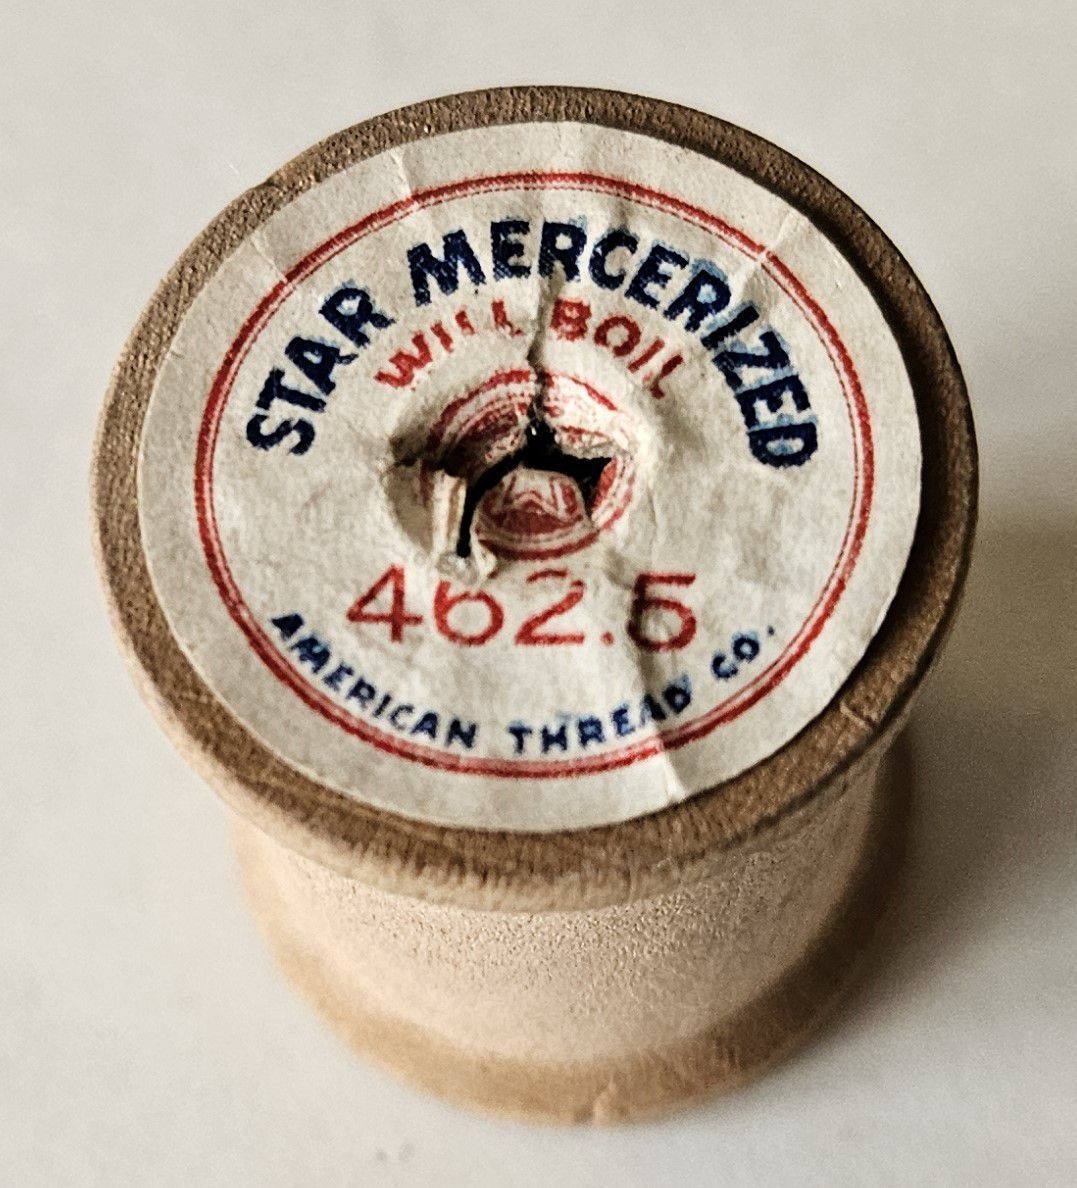 STAR MERCERIZED
WILL BOIL
462.5
AMERICAN THREAD CO.